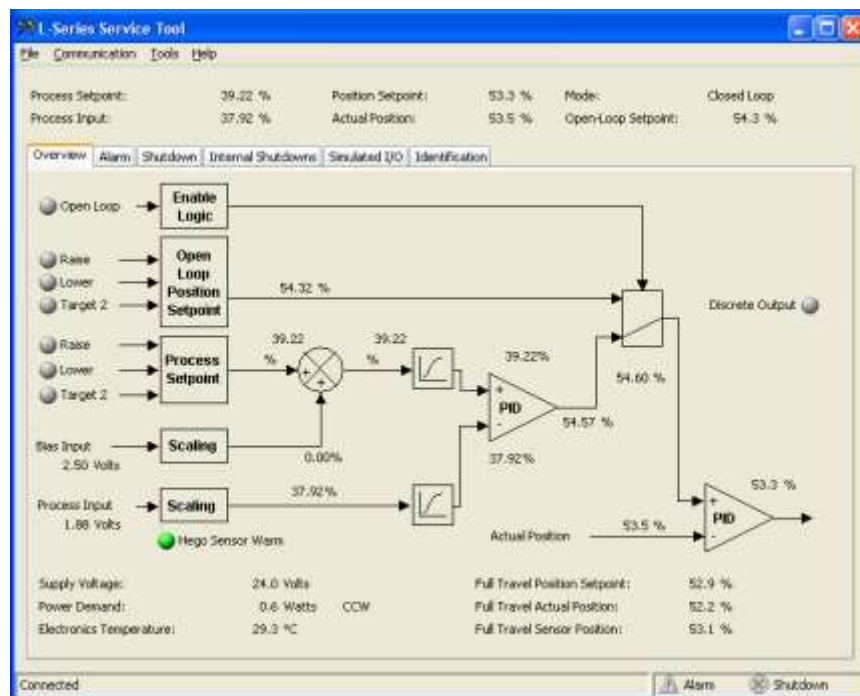 L-Series Service Tool
File Communication Tools Help
Process Setpoint: 39.22 % Position Setpoint: 53.3 % Mode: Closed Loop
Process Input: 37.92 % Actual Position: 53.5 % Open-Loop Setpoint: 54.3 %
Overview Alarm Shutdown Internal Shutdowns Simulated I/O Identification
Open Loop
Enable
Logic
Raise
Lower
Target 2
Open
Loop
Position
Setpoint
54.32 %
Discrete Output
Raise
Lower
Target 2
Process
Setpoint
39.22
%
+
+
39.22
%
39.22%
+
PID
-
37.92%
54.57 %
54.60 %
Bias Input
2.50 Volts
Scaling
0.00%
Process Input
1.88 Volts
Scaling
37.92%
Hego Sensor Warm
Actual Position
53.5 %
+
PID
-
53.3 %
Supply Voltage: 24.0 Volts
Power Demand: 0.6 Watts CCW
Electronics Temperature: 29.3 °C
Full Travel Position Setpoint: 52.9 %
Full Travel Actual Position: 52.2 %
Full Travel Sensor Position: 53.1 %
Connected
Alarm
Shutdown